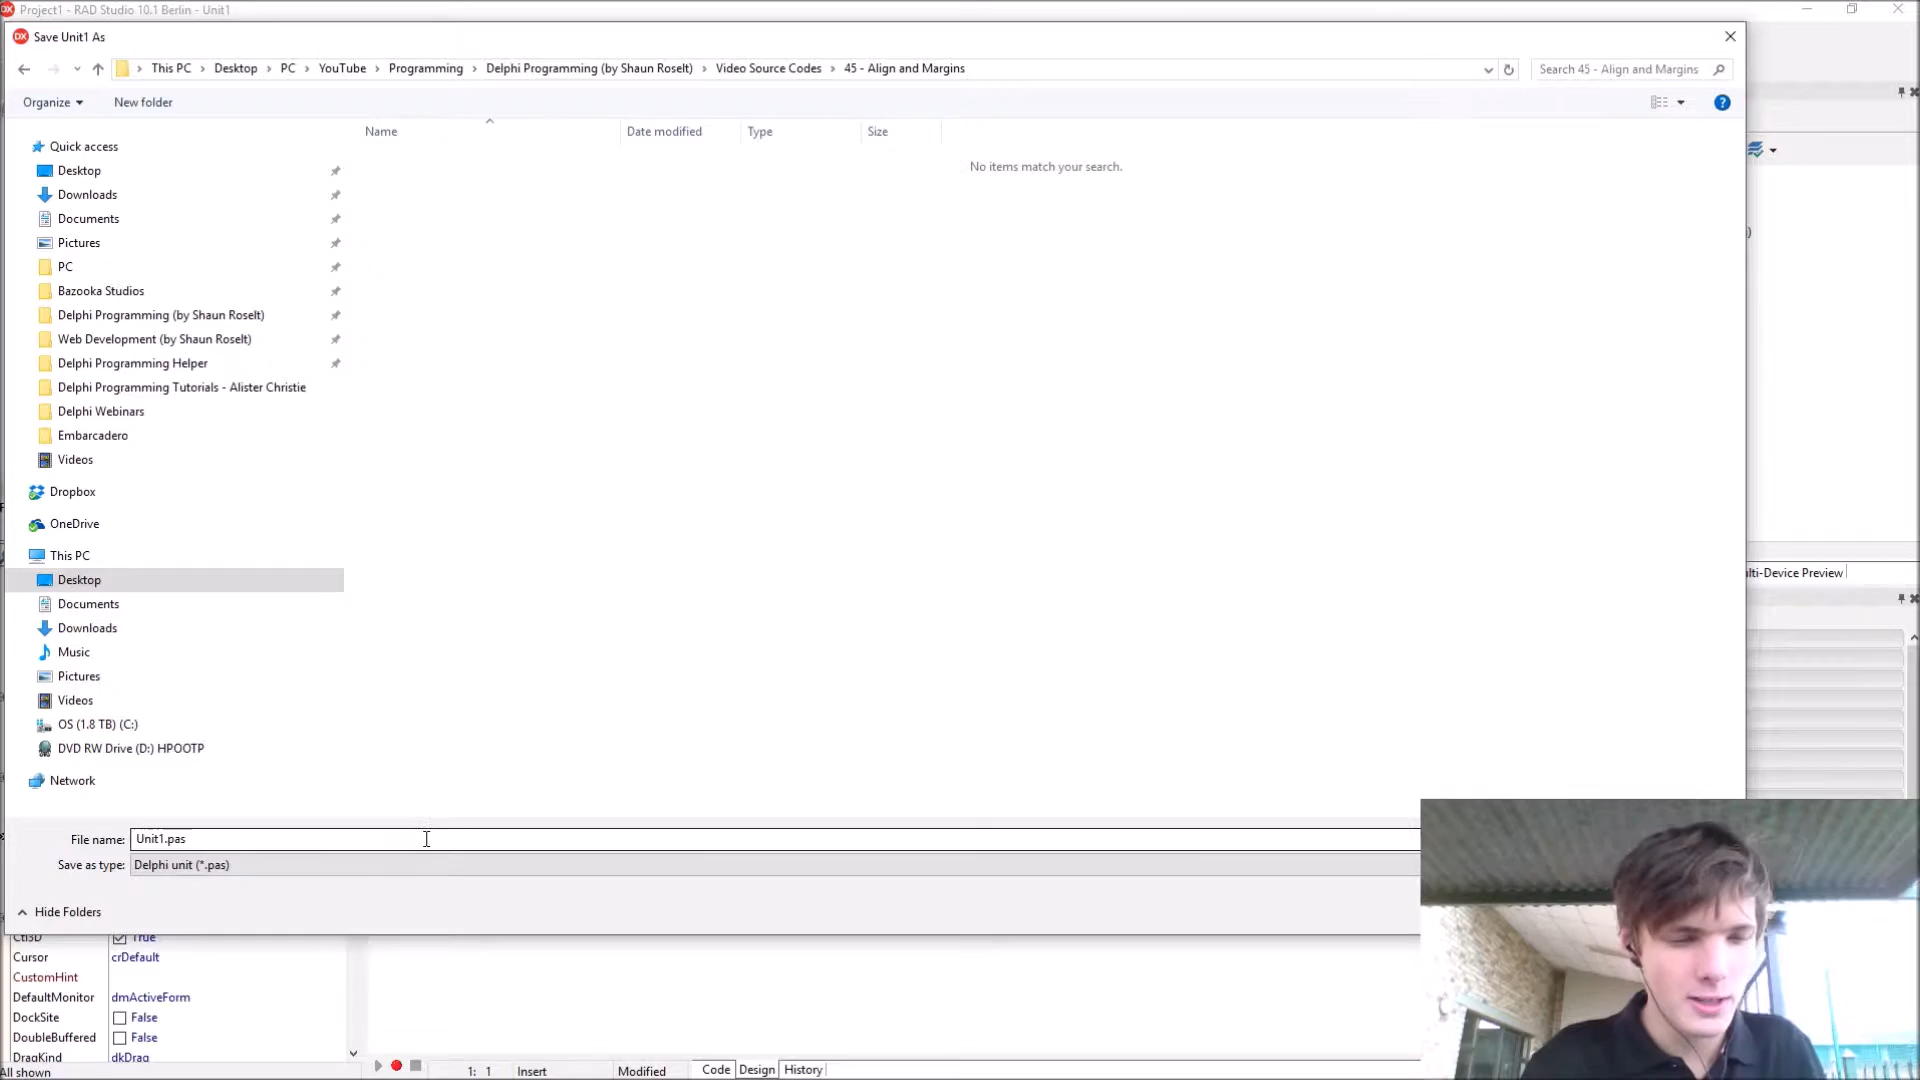 Project1 - RAD Studio 10.1 Berlin - Unit1
Save Unit1 As
This PC > Desktop > PC > YouTube > Programming > Delphi Programming (by Shaun Roselt) > Video Source Codes > 45 - Align and Margins
Search 45 - Align and Margins
Organize
New folder
Name
Date modified
Type
Size
No items match your search.
Quick access
Desktop
Downloads
Documents
Pictures
PC
Bazooka Studios
Delphi Programming (by Shaun Roselt)
Web Development (by Shaun Roselt)
Delphi Programming Helper
Delphi Programming Tutorials - Alister Christie
Delphi Webinars
Embarcadero
Videos
Dropbox
OneDrive
This PC
Desktop
Documents
Downloads
Music
Pictures
Videos
OS (1.8 TB) (C:)
DVD RW Drive (D:) HPOOTP
Network
lti-Device Preview
File name: Unit1.pas
Save as type: Delphi unit (*.pas)
Hide Folders
Ctl3D True
Cursor crDefault
CustomHint
DefaultMonitor dmActiveForm
DockSite False
DoubleBuffered False
DragKind dkDrag
All shown
1: 1 Insert Modified Code Design History